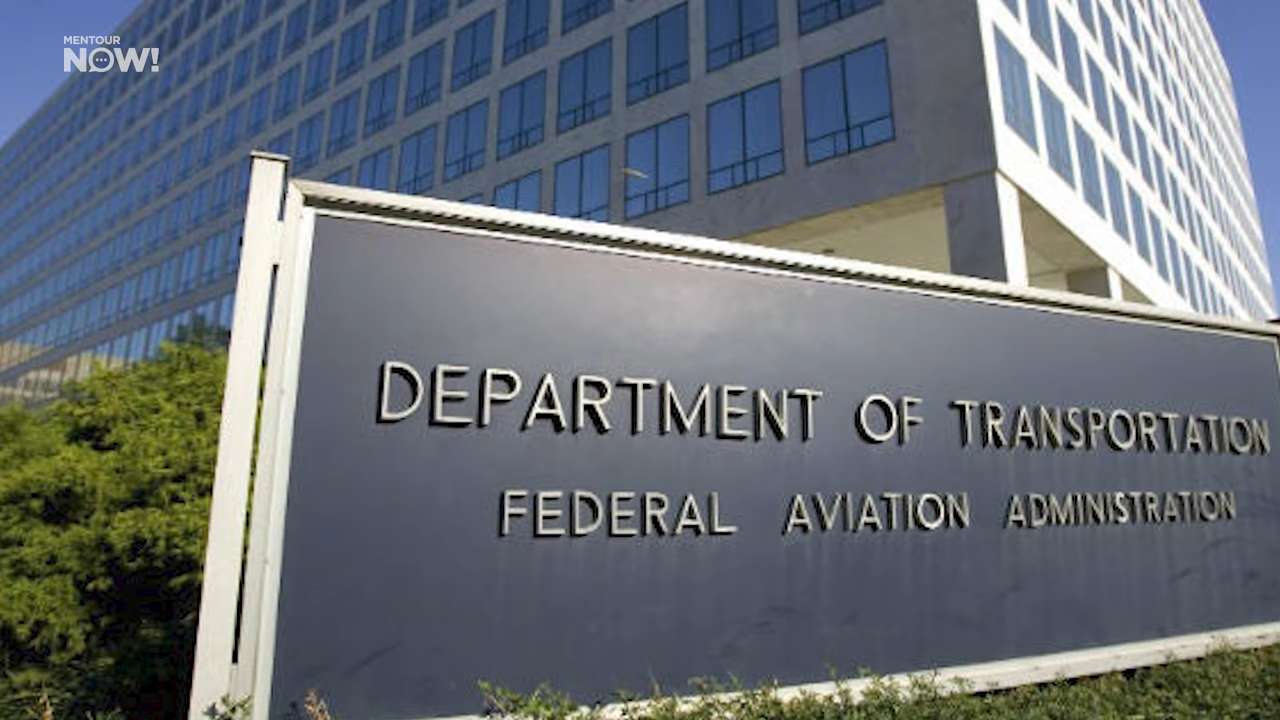 MENTOUR
NOW!
DEPARTMENT OF TRANSPORTATION
FEDERAL AVIATION ADMINISTRATION